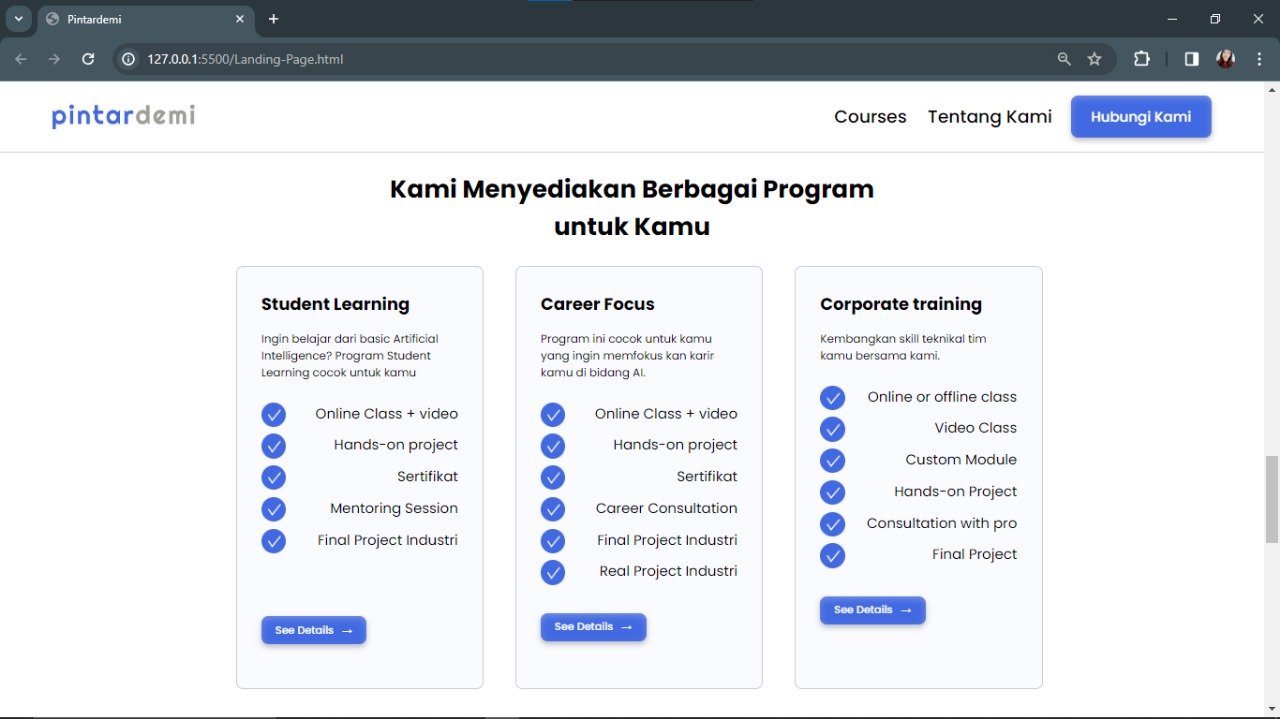 Pintardemi
127.0.0.1:5500/Landing-Page.html
pintardemi
Courses
Tentang Kami
Hubungi Kami
Kami Menyediakan Berbagai Program
untuk Kamu
Student Learning
Ingin belajar dari basic Artificial
Intelligence? Program Student
Learning cocok untuk kamu
Online Class + video
Hands-on project
Sertifikat
Mentoring Session
Final Project Industri
See Details →
Career Focus
Program ini cocok untuk kamu
yang ingin memfokus kan karir
kamu di bidang AI.
Online Class + video
Hands-on project
Sertifikat
Career Consultation
Final Project Industri
Real Project Industri
See Details →
Corporate training
Kembangkan skill teknikal tim
kamu bersama kami.
Online or offline class
Video Class
Custom Module
Hands-on Project
Consultation with pro
Final Project
See Details →